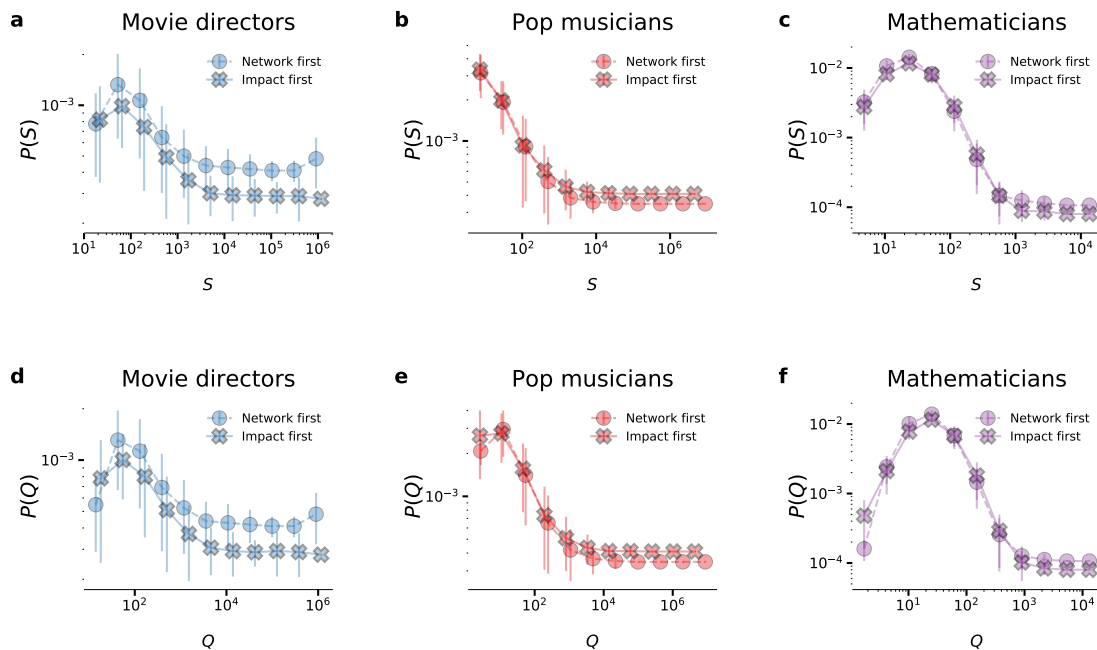 a Movie directors
Network first
Impact first
10⁻³
P(S)
10¹ 10² 10³ 10⁴ 10⁵ 10⁶
S
b Pop musicians
Network first
Impact first
10⁻³
P(S)
10² 10⁴ 10⁶
S
c Mathematicians
Network first
Impact first
10⁻²
10⁻³
10⁻⁴
P(S)
10¹ 10² 10³ 10⁴
S
d Movie directors
Network first
Impact first
10⁻³
P(Q)
10² 10⁴ 10⁶
Q
e Pop musicians
Network first
Impact first
10⁻³
P(Q)
10² 10⁴ 10⁶
Q
f Mathematicians
Network first
Impact first
10⁻²
10⁻³
10⁻⁴
P(Q)
10¹ 10² 10³ 10⁴
Q